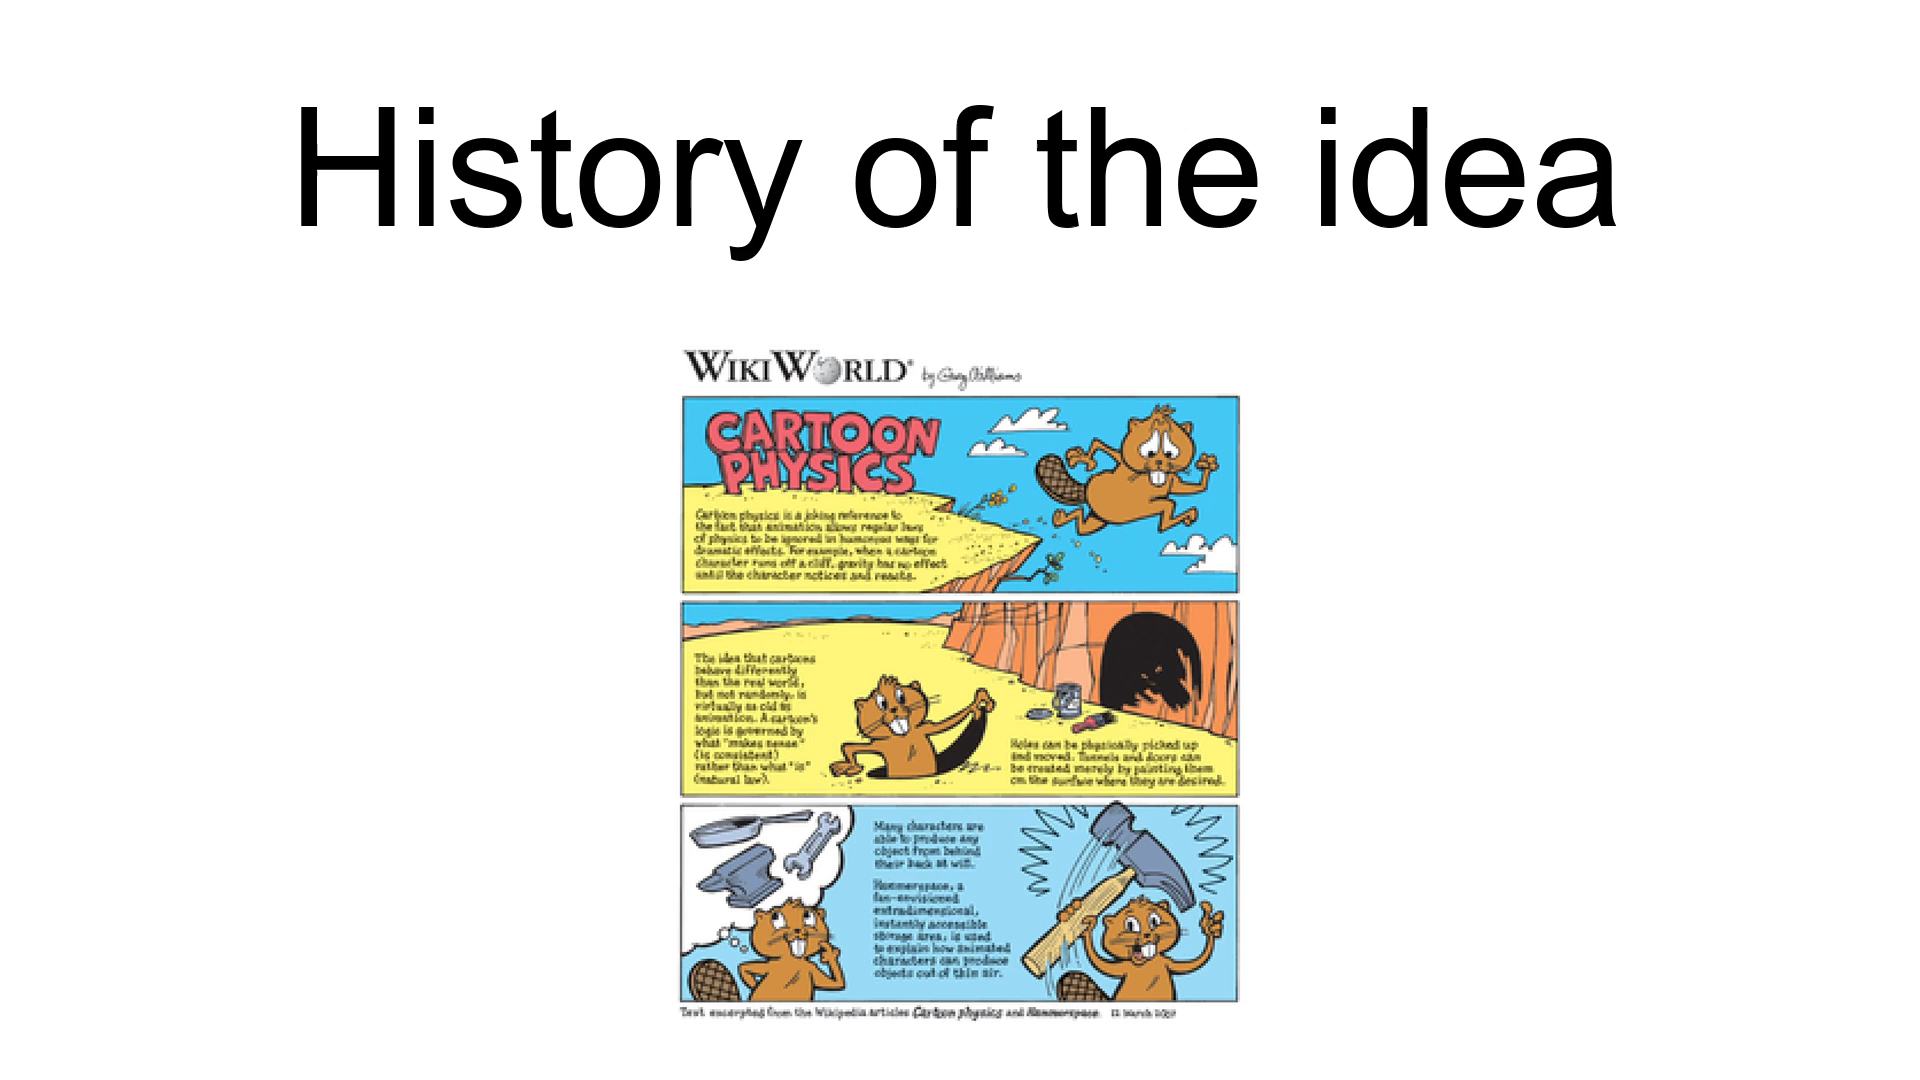 History of the idea
WIKIWORLD® by Greg Williams
CARTOON
PHYSICS
Cartoon physics is a joking reference to
the fact that animation allows regular laws
of physics to be ignored in humorous ways for
dramatic effects. For example, when a cartoon
character runs off a cliff, gravity has no effect
until the character notices and reacts.
The idea that cartoons
behave differently
than the real world,
but not randomly, is
virtually as old as
animation. A cartoon's
logic is governed by
what "makes sense"
(is consistent)
rather than what "is"
(natural law).
Holes can be physically picked up
and moved. Tunnels and doors can
be created merely by painting them
on the surface where they are desired.
Many characters are
able to produce any
object from behind
their back at will.
Hammerspace, a
fan-envisioned
extradimensional,
instantly accessible
storage area, is used
to explain how animated
characters can produce
objects out of thin air.
Text excerpted from the Wikipedia articles Cartoon physics and Hammerspace. 12 March 2007